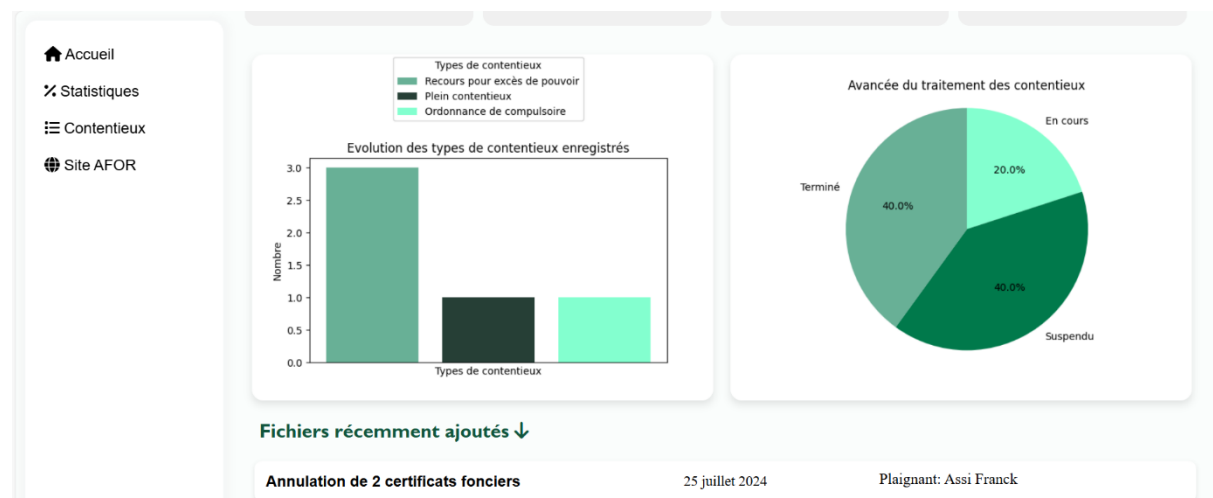 Accueil
Statistiques
Contentieux
Site AFOR
Types de contentieux
Recours pour excès de pouvoir
Plein contentieux
Ordonnance de compulsoire
Evolution des types de contentieux enregistrés
3.0
2.5
2.0
1.5
1.0
0.5
0.0
Nombre
Types de contentieux
Avancée du traitement des contentieux
En cours
20.0%
Terminé
40.0%
40.0%
Suspendu
Fichiers récemment ajoutés
Annulation de 2 certificats fonciers 25 juillet 2024 Plaignant: Assi Franck